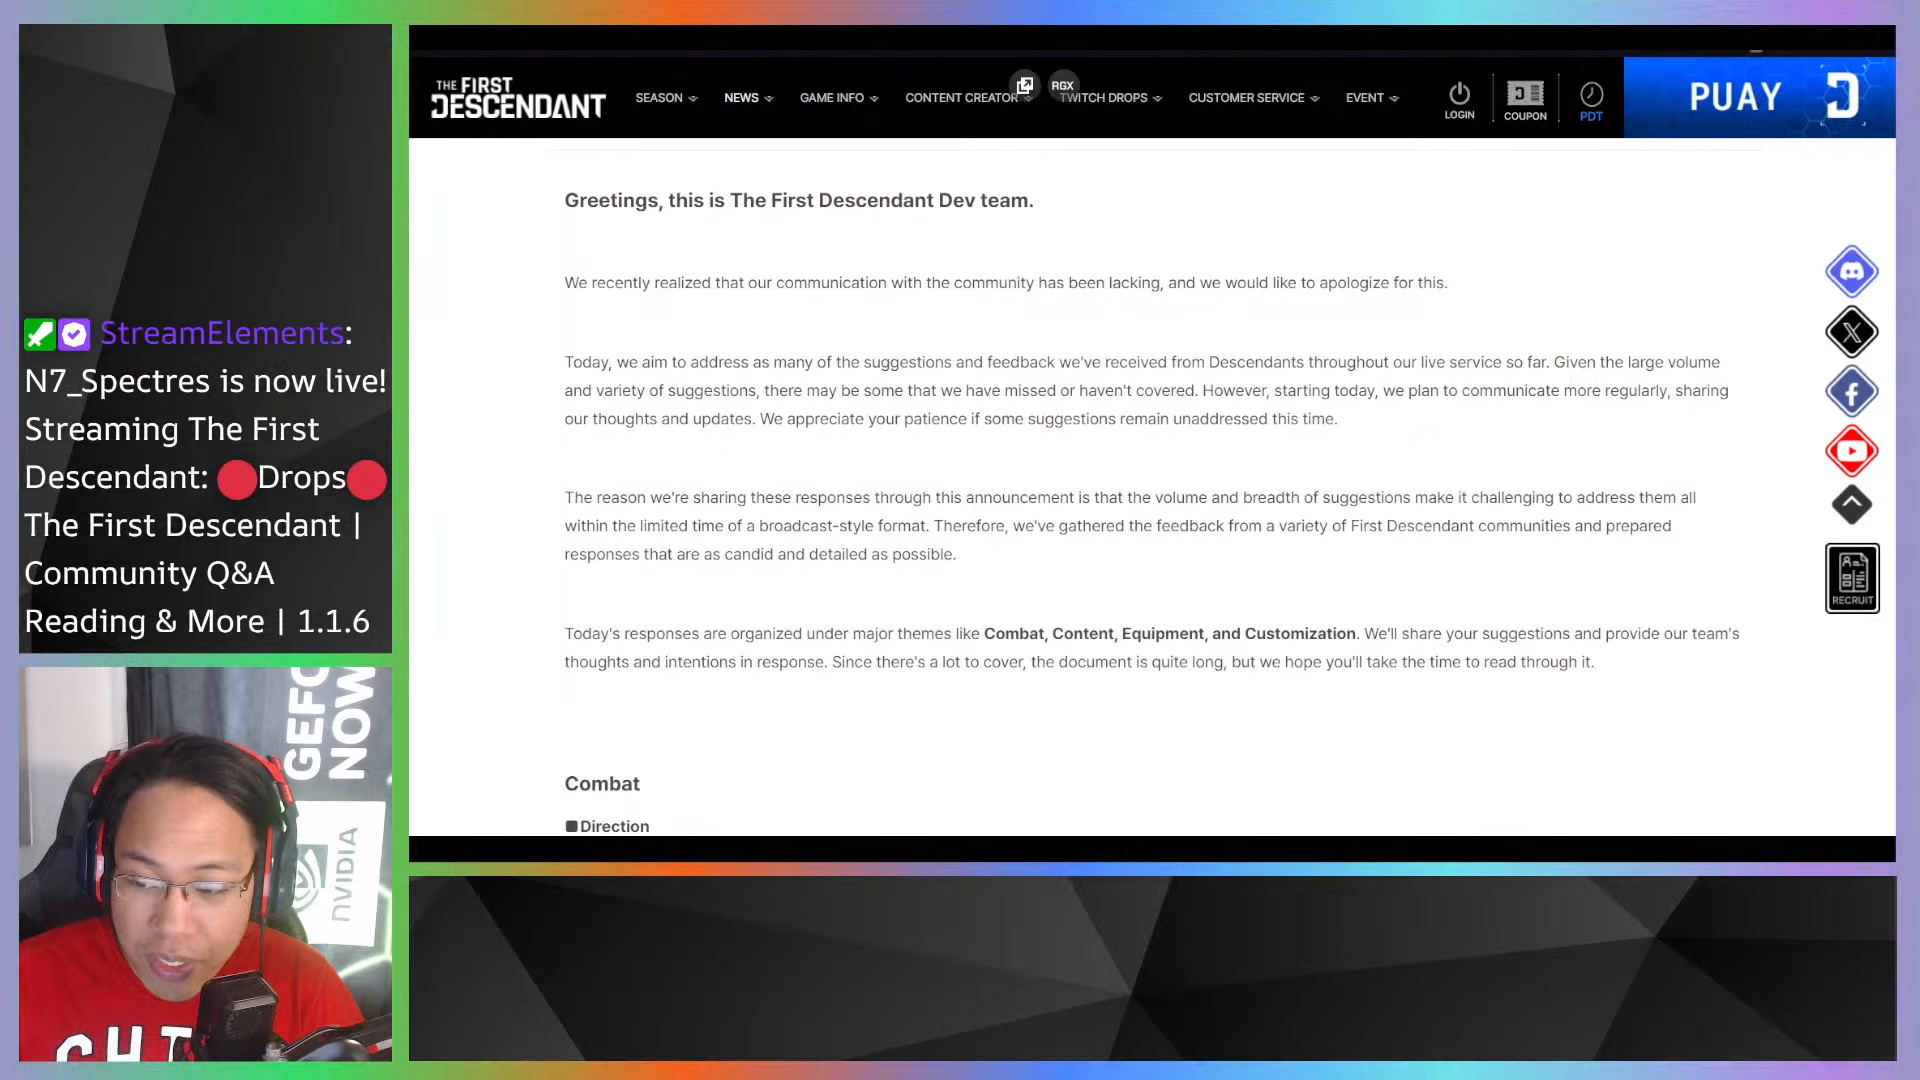 StreamElements:
N7_Spectres is now live!
Streaming The First
Descendant: 🔴Drops🔴
The First Descendant |
Community Q&A
Reading & More | 1.1.6
GEFO
NOW
NVIDIA
THE FIRST
DESCENDANT
SEASON
NEWS
GAME INFO
CONTENT CREATOR
RGX
TWITCH DROPS
CUSTOMER SERVICE
EVENT
LOGIN
COUPON
PDT
PUAY
Greetings, this is The First Descendant Dev team.
We recently realized that our communication with the community has been lacking, and we would like to apologize for this.
Today, we aim to address as many of the suggestions and feedback we've received from Descendants throughout our live service so far. Given the large volume
and variety of suggestions, there may be some that we have missed or haven't covered. However, starting today, we plan to communicate more regularly, sharing
our thoughts and updates. We appreciate your patience if some suggestions remain unaddressed this time.
The reason we're sharing these responses through this announcement is that the volume and breadth of suggestions make it challenging to address them all
within the limited time of a broadcast-style format. Therefore, we've gathered the feedback from a variety of First Descendant communities and prepared
responses that are as candid and detailed as possible.
Today's responses are organized under major themes like Combat, Content, Equipment, and Customization. We'll share your suggestions and provide our team's
thoughts and intentions in response. Since there's a lot to cover, the document is quite long, but we hope you'll take the time to read through it.
Combat
■Direction
RECRUIT